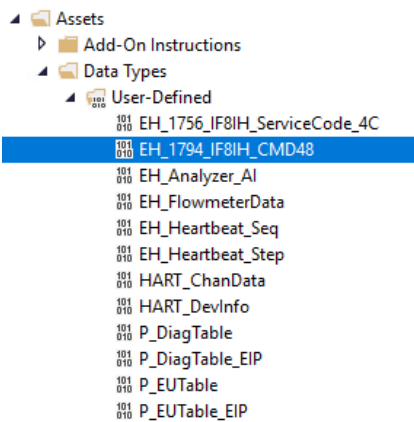 Assets
Add-On Instructions
Data Types
User-Defined
EH_1756_IF8IH_ServiceCode_4C
EH_1794_IF8IH_CMD48
EH_Analyzer_AI
EH_FlowmeterData
EH_Heartbeat_Seq
EH_Heartbeat_Step
HART_ChanData
HART_DevInfo
P_DiagTable
P_DiagTable_EIP
P_EUTable
P_EUTable_EIP